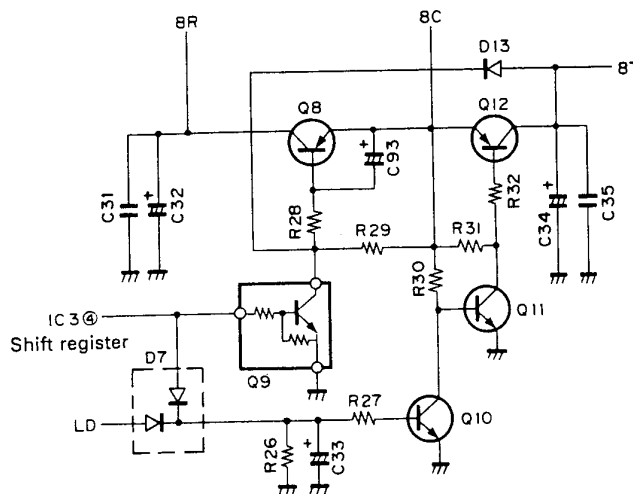 8R
8C
D13
8T
Q8
Q12
C31
+
C32
+
C93
R28
R29
R31
R32
R30
C34
+
C35
IC3④
Shift register
Q11
D7
Q9
LD
R27
Q10
R26
+
C33